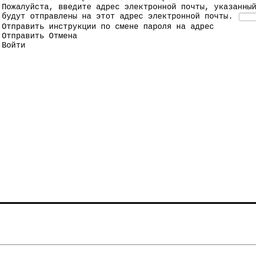 Пожалуйста, введите адрес электронной почты, указанный
будут отправлены на этот адрес электронной почты.
Отправить инструкции по смене пароля на адрес
Отправить Отмена
Войти